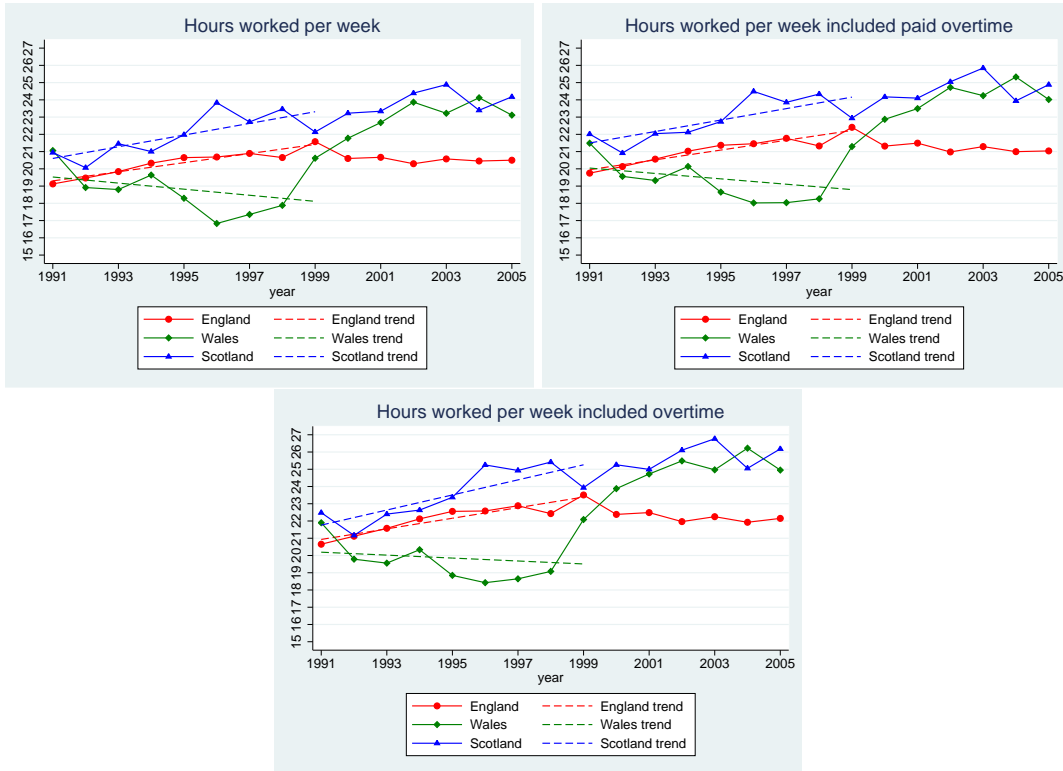 Hours worked per week
15 16 17 18 19 20 21 22 23 24 25 26 27
1991 1993 1995 1997 1999 2001 2003 2005
year
England England trend
Wales Wales trend
Scotland Scotland trend
Hours worked per week included paid overtime
15 16 17 18 19 20 21 22 23 24 25 26 27
1991 1993 1995 1997 1999 2001 2003 2005
year
England England trend
Wales Wales trend
Scotland Scotland trend
Hours worked per week included overtime
15 16 17 18 19 20 21 22 23 24 25 26 27
1991 1993 1995 1997 1999 2001 2003 2005
year
England England trend
Wales Wales trend
Scotland Scotland trend